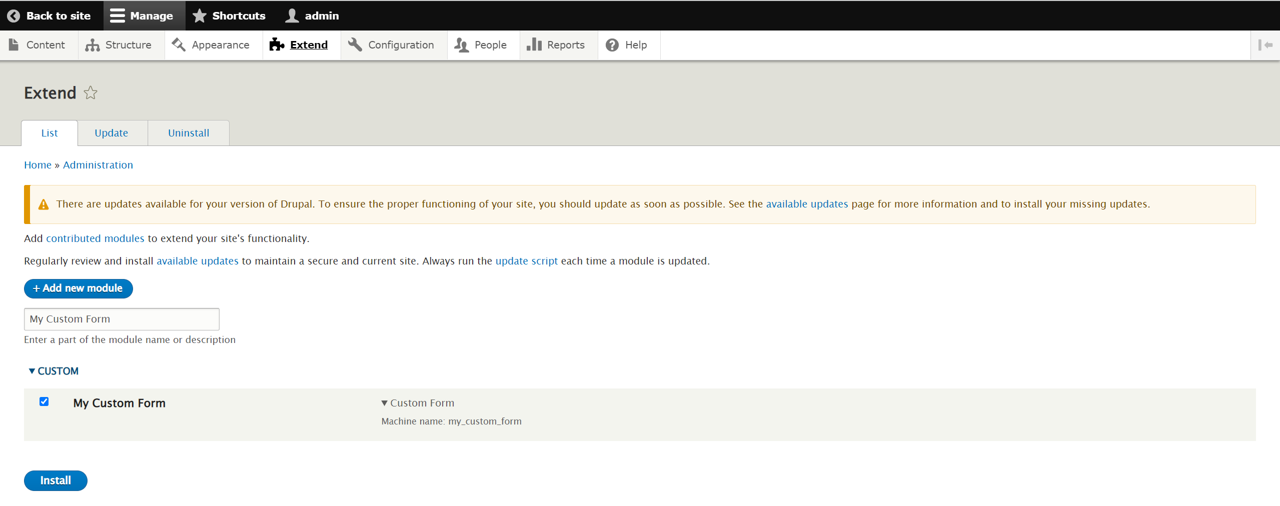 Back to site Manage Shortcuts admin
Content Structure Appearance Extend Configuration People Reports Help
Extend
List Update Uninstall
Home » Administration
There are updates available for your version of Drupal. To ensure the proper functioning of your site, you should update as soon as possible. See the available updates page for more information and to install your missing updates.
Add contributed modules to extend your site's functionality.
Regularly review and install available updates to maintain a secure and current site. Always run the update script each time a module is updated.
+ Add new module
My Custom Form
Enter a part of the module name or description
▾ CUSTOM
My Custom Form ▾ Custom Form
Machine name: my_custom_form
Install